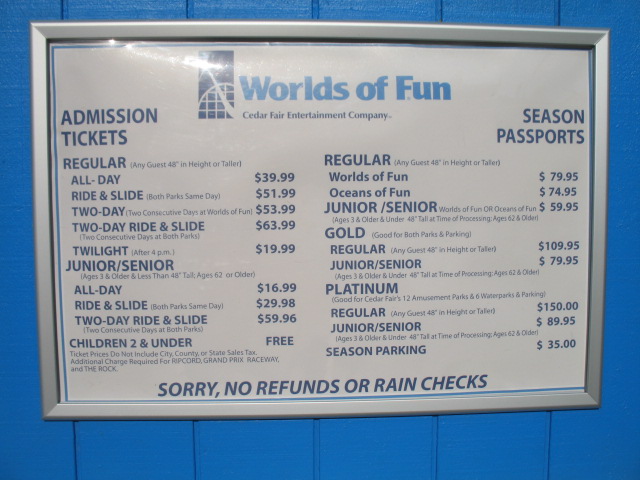 Worlds of Fun
Cedar Fair Entertainment Company
ADMISSION
TICKETS
REGULAR (Any Guest 48" in Height or Taller)
ALL-DAY $39.99
RIDE & SLIDE (Both Parks Same Day) $51.99
TWO-DAY (Two Consecutive Days at Worlds of Fun) $53.99
TWO-DAY RIDE & SLIDE $63.99
(Two Consecutive Days at Both Parks)
TWILIGHT (After 4 p.m.) $19.99
JUNIOR/SENIOR
(Ages 3 & Older & Less Than 48" Tall; Ages 62 or Older)
ALL-DAY $16.99
RIDE & SLIDE (Both Parks Same Day) $29.98
TWO-DAY RIDE & SLIDE $59.96
(Two Consecutive Days at Both Parks)
CHILDREN 2 & UNDER FREE
Ticket Prices Do Not Include City, County, or State Sales Tax.
Additional Charge Required For RIPCORD, GRAND PRIX RACEWAY,
and THE ROCK.
SEASON
PASSPORTS
REGULAR (Any Guest 48" in Height or Taller)
Worlds of Fun $ 79.95
Oceans of Fun $ 74.95
JUNIOR /SENIOR Worlds of Fun OR Oceans of Fun $ 59.95
(Ages 3 & Older & Under 48" Tall at Time of Processing; Ages 62 & Older)
GOLD (Good for Both Parks & Parking)
REGULAR (Any Guest 48" in Height or Taller) $109.95
JUNIOR/SENIOR $ 79.95
(Ages 3 & Older & Under 48" Tall at Time of Processing; Ages 62 & Older)
PLATINUM
(Good for Cedar Fair's 12 Amusement Parks & 6 Waterparks & Parking)
REGULAR (Any Guest 48" in Height or Taller) $150.00
JUNIOR/SENIOR $ 89.95
(Ages 3 & Older & Under 48" Tall at Time of Processing; Ages 62 & Older)
SEASON PARKING $ 35.00
SORRY, NO REFUNDS OR RAIN CHECKS